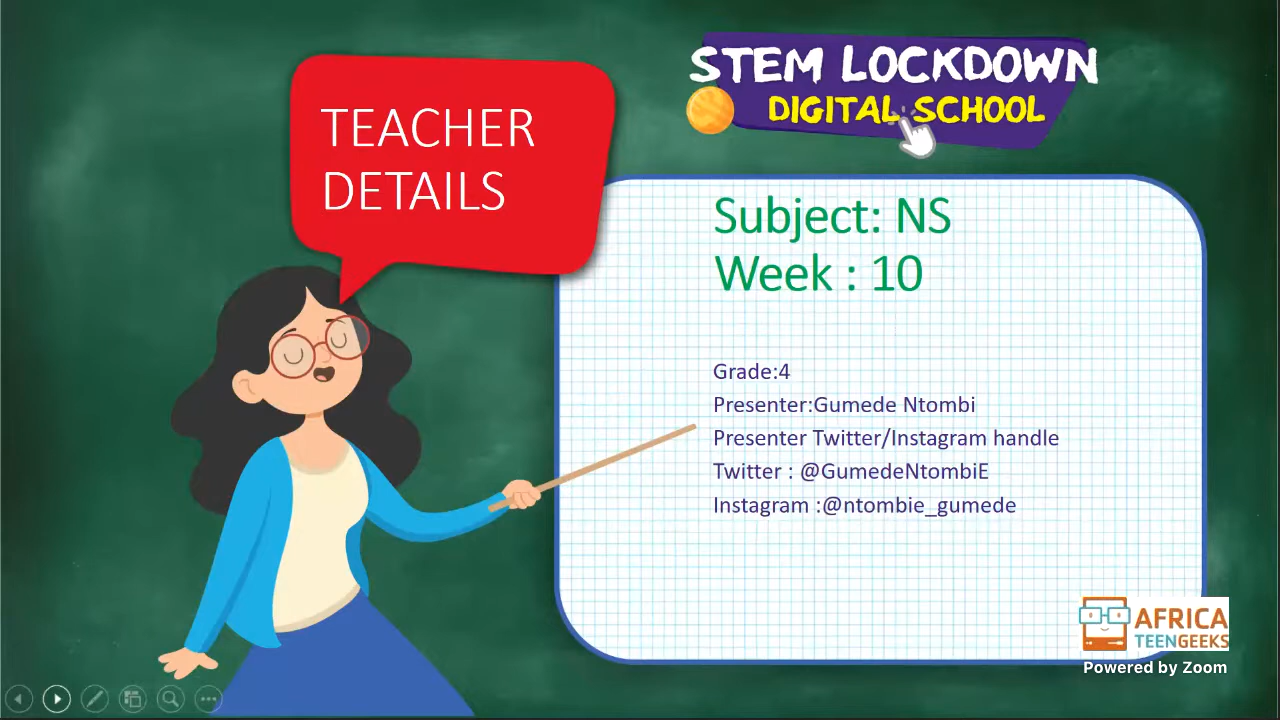 STEM LOCKDOWN
DIGITAL SCHOOL
TEACHER
DETAILS
Subject: NS
Week : 10
Grade:4
Presenter:Gumede Ntombi
Presenter Twitter/Instagram handle
Twitter : @GumedeNtombiE
Instagram :@ntombie_gumede
AFRICA
TEENGEEKS
Powered by Zoom